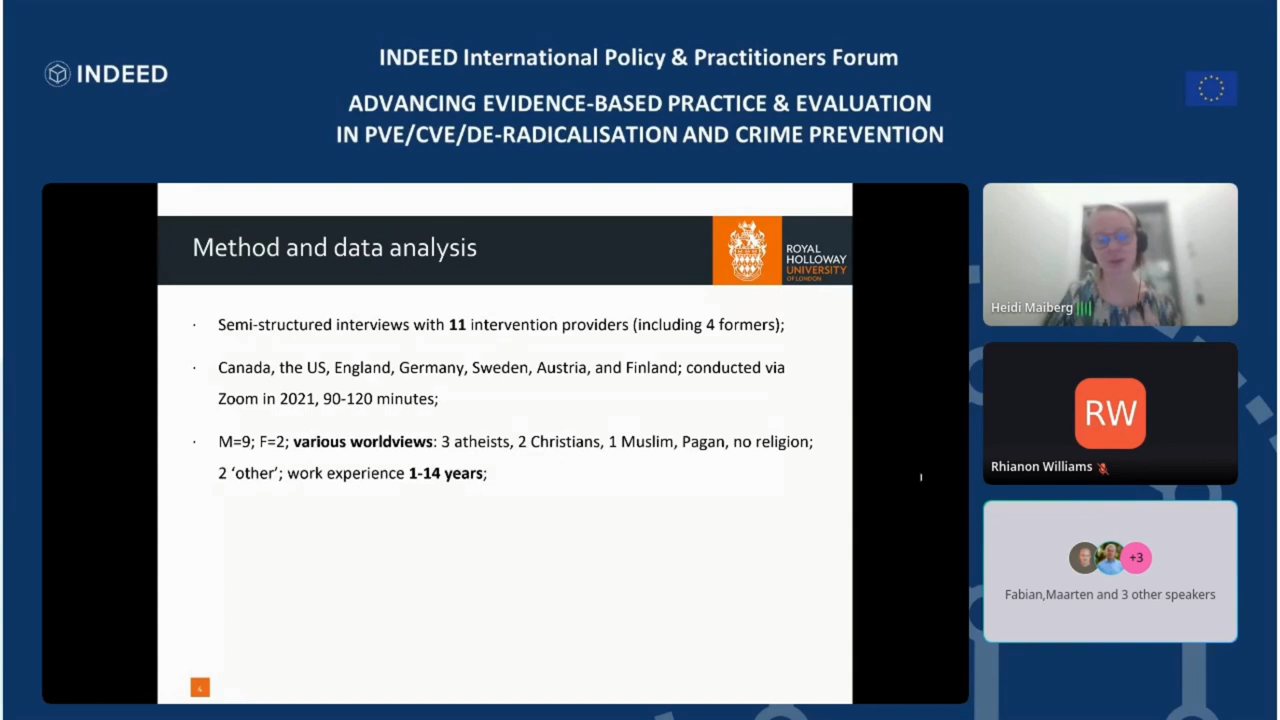 INDEED International Policy & Practitioners Forum
INDEED
ADVANCING EVIDENCE-BASED PRACTICE & EVALUATION
IN PVE/CVE/DE-RADICALISATION AND CRIME PREVENTION
Method and data analysis
ROYAL
HOLLOWAY
UNIVERSITY
OF LONDON
· Semi-structured interviews with 11 intervention providers (including 4 formers);
· Canada, the US, England, Germany, Sweden, Austria, and Finland; conducted via
Zoom in 2021, 90-120 minutes;
· M=9; F=2; various worldviews: 3 atheists, 2 Christians, 1 Muslim, Pagan, no religion;
2 ‘other’; work experience 1-14 years;
4
Heidi Maiberg
RW
Rhianon Williams
+3
Fabian,Maarten and 3 other speakers